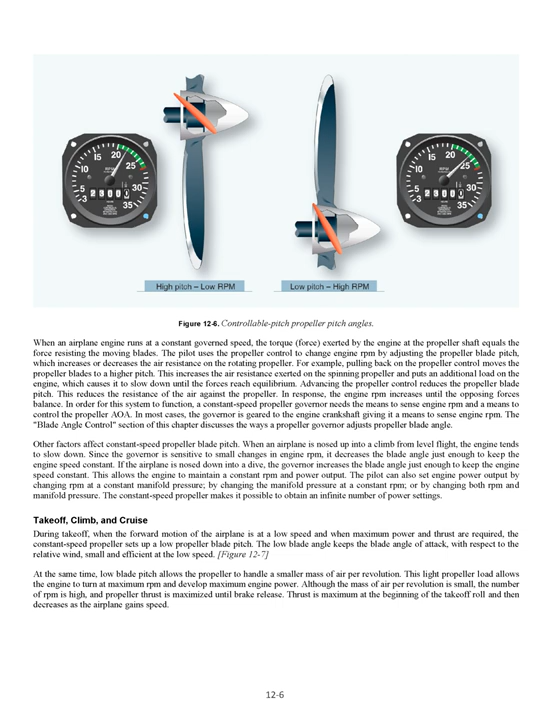 15 20 25
10 RPM
5 30
3 35
15 20 25
10 RPM
5 30
3 35
High pitch – Low RPM
Low pitch – High RPM
Figure 12-6. Controllable-pitch propeller pitch angles.
When an airplane engine runs at a constant governed speed, the torque (force) exerted by the engine at the propeller shaft equals the
force resisting the moving blades. The pilot uses the propeller control to change engine rpm by adjusting the propeller blade pitch,
which increases or decreases the air resistance on the rotating propeller. For example, pulling back on the propeller control moves the
propeller blades to a higher pitch. This increases the air resistance exerted on the spinning propeller and puts an additional load on the
engine, which causes it to slow down until the forces reach equilibrium. Advancing the propeller control reduces the propeller blade
pitch. This reduces the resistance of the air against the propeller. In response, the engine rpm increases until the opposing forces
balance. In order for this system to function, a constant-speed propeller governor needs the means to sense engine rpm and a means to
control the propeller AOA. In most cases, the governor is geared to the engine crankshaft giving it a means to sense engine rpm. The
"Blade Angle Control" section of this chapter discusses the ways a propeller governor adjusts propeller blade angle.
Other factors affect constant-speed propeller blade pitch. When an airplane is nosed up into a climb from level flight, the engine tends
to slow down. Since the governor is sensitive to small changes in engine rpm, it decreases the blade angle just enough to keep the
engine speed constant. If the airplane is nosed down into a dive, the governor increases the blade angle just enough to keep the engine
speed constant. This allows the engine to maintain a constant rpm and power output. The pilot can also set engine power output by
changing rpm at a constant manifold pressure; by changing the manifold pressure at a constant rpm; or by changing both rpm and
manifold pressure. The constant-speed propeller makes it possible to obtain an infinite number of power settings.
Takeoff, Climb, and Cruise
During takeoff, when the forward motion of the airplane is at a low speed and when maximum power and thrust are required, the
constant-speed propeller sets up a low propeller blade pitch. The low blade angle keeps the blade angle of attack, with respect to the
relative wind, small and efficient at the low speed. [Figure 12-7]
At the same time, low blade pitch allows the propeller to handle a smaller mass of air per revolution. This light propeller load allows
the engine to turn at maximum rpm and develop maximum engine power. Although the mass of air per revolution is small, the number
of rpm is high, and propeller thrust is maximized until brake release. Thrust is maximum at the beginning of the takeoff roll and then
decreases as the airplane gains speed.
12-6